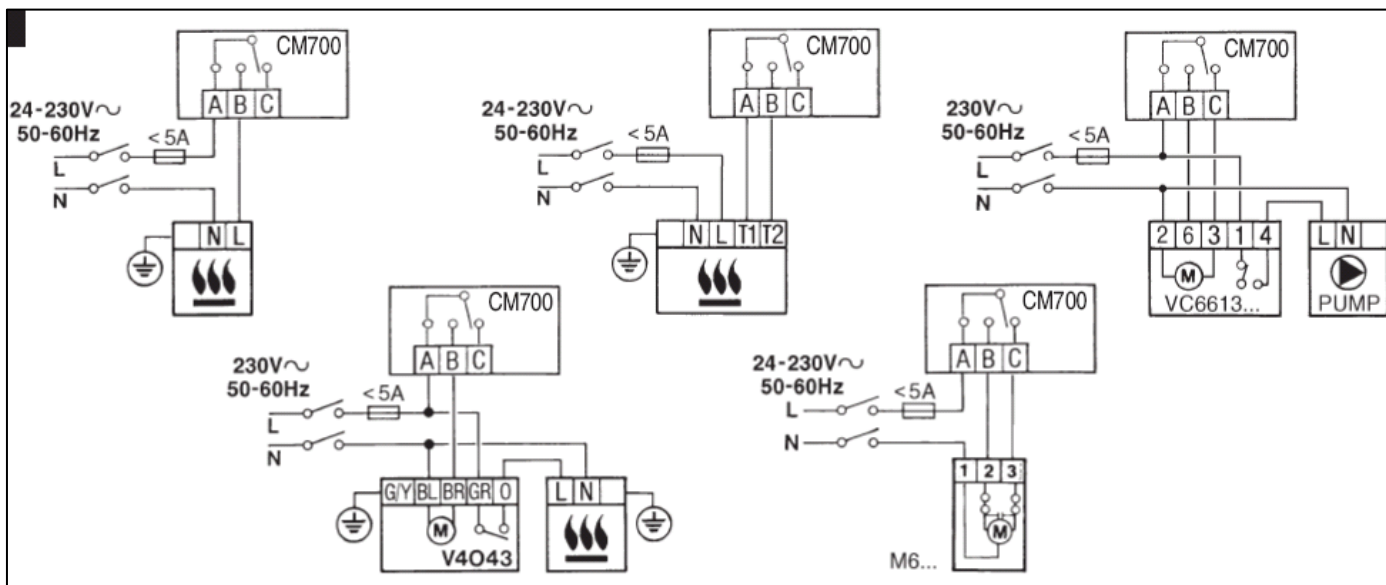 CM700
A B C
24-230V~
50-60Hz
< 5A
L
N
N L
CM700
A B C
24-230V~
50-60Hz
< 5A
L
N
N L T1 T2
CM700
A B C
230V~
50-60Hz
< 5A
L
N
2 6 3 1 4
M
VC6613...
L N
PUMP
CM700
A B C
230V~
50-60Hz
< 5A
L
N
G/Y BL BR GR O
M
V4O43
L N
CM700
A B C
24-230V~
50-60Hz
< 5A
L
N
1 2 3
M
M6...